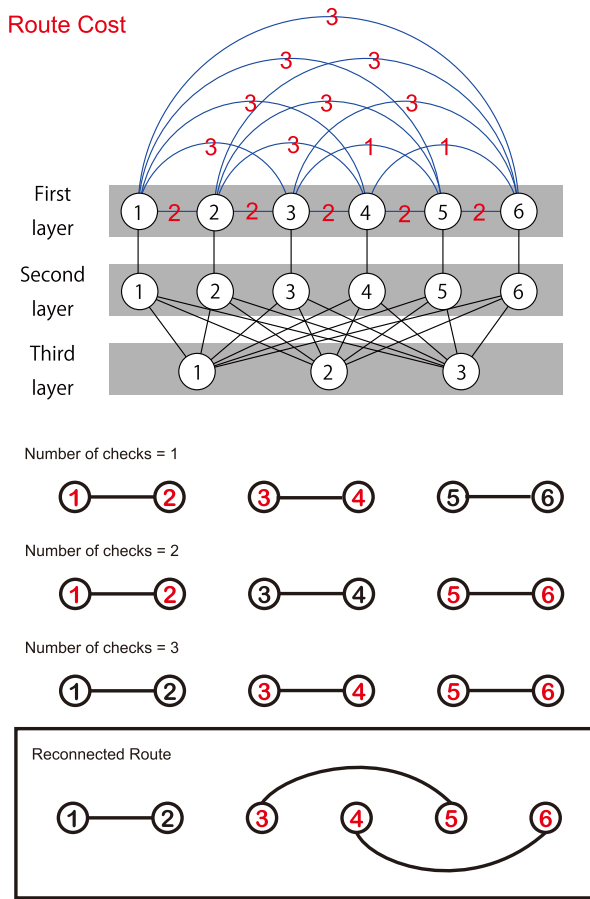 Route Cost
3
3 3
3 3 3
3 3 1 1
First
layer
1 2 2 2 3 2 4 2 5 2 6
Second
layer
1 2 3 4 5 6
Third
layer
1 2 3
Number of checks = 1
1 2 3 4 5 6
Number of checks = 2
1 2 3 4 5 6
Number of checks = 3
1 2 3 4 5 6
Reconnected Route
1 2 3 4 5 6